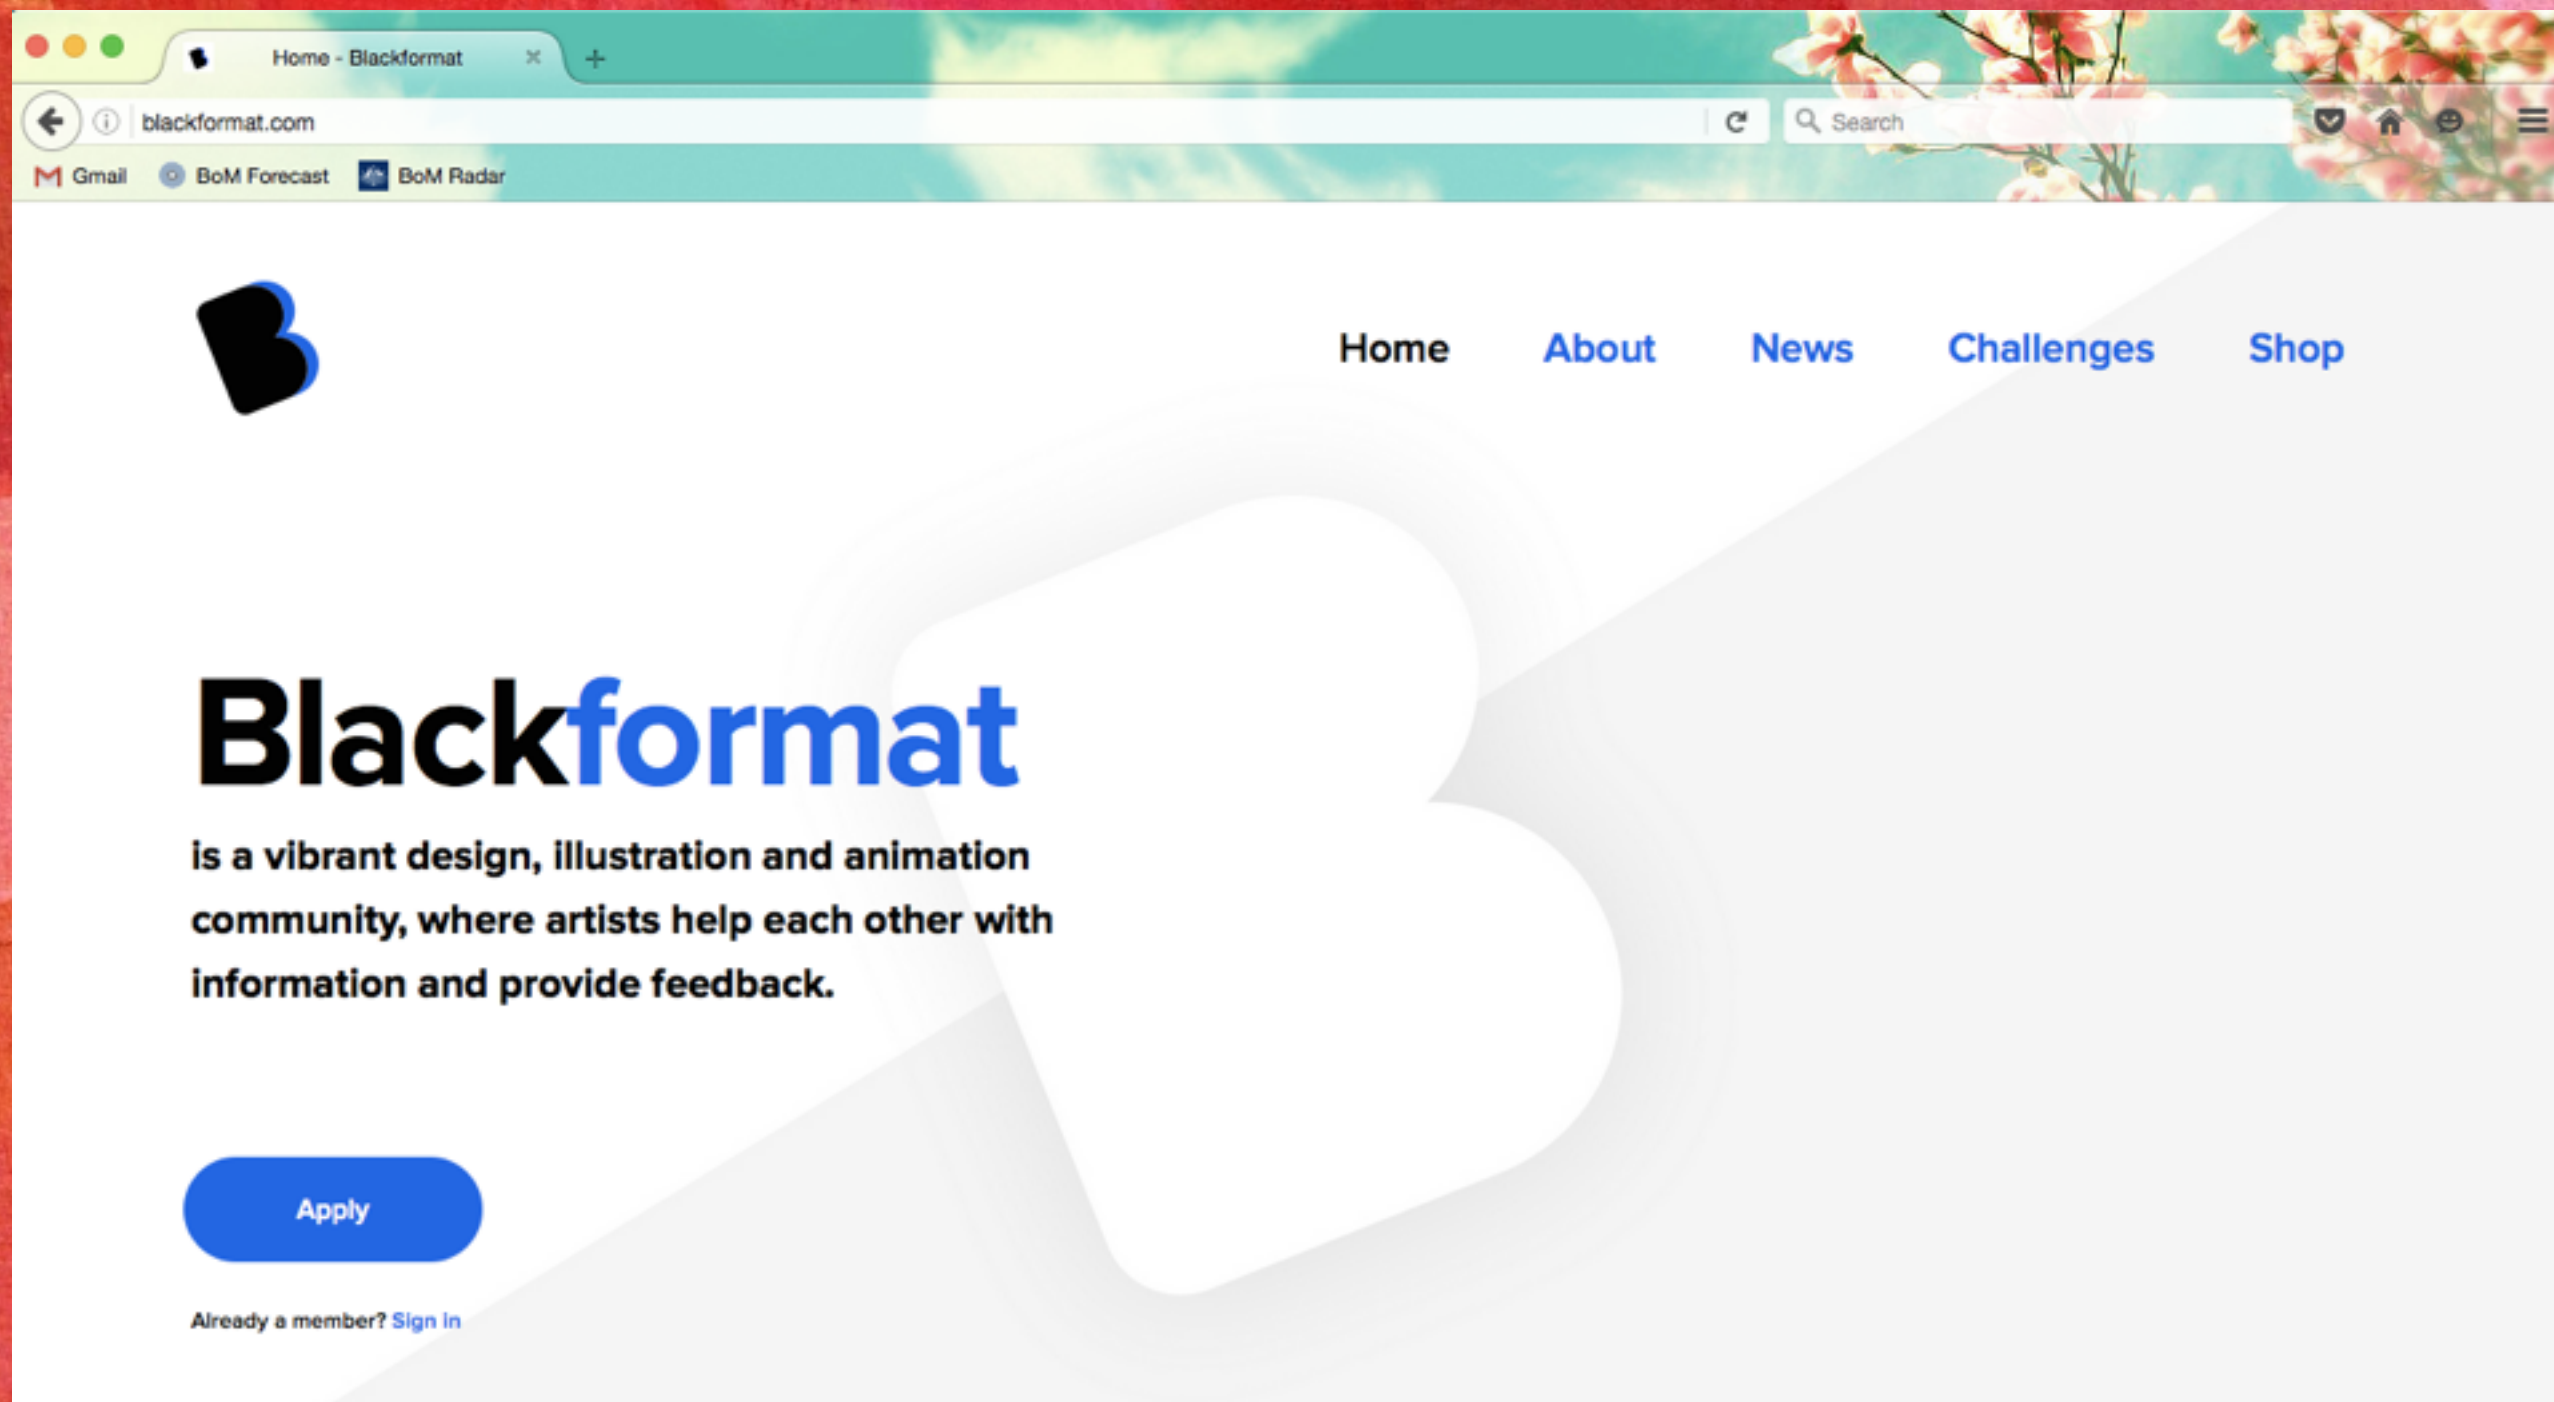 Home - Blackformat
blackformat.com
Search
Gmail BoM Forecast BoM Radar
Home About News Challenges Shop
Blackformat
is a vibrant design, illustration and animation
community, where artists help each other with
information and provide feedback.
Apply
Already a member? Sign in